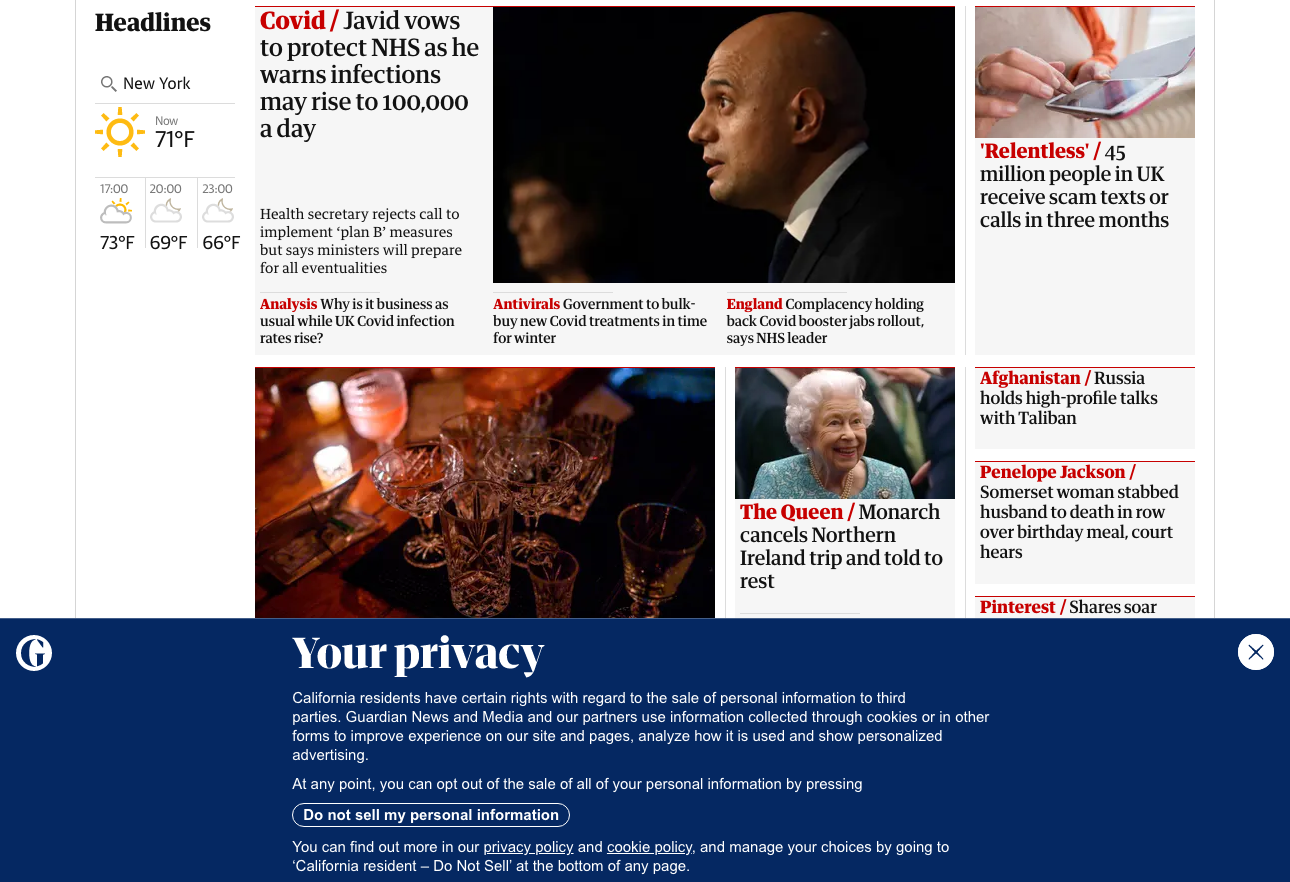 Headlines
New York
Now
71°F
17:00
20:00
23:00
73°F
69°F
66°F
Covid / Javid vows
to protect NHS as he
warns infections
may rise to 100,000
a day
Health secretary rejects call to
implement ‘plan B’ measures
but says ministers will prepare
for all eventualities
Analysis Why is it business as
usual while UK Covid infection
rates rise?
Antivirals Government to bulk-
buy new Covid treatments in time
for winter
England Complacency holding
back Covid booster jabs rollout,
says NHS leader
'Relentless' / 45
million people in UK
receive scam texts or
calls in three months
The Queen / Monarch
cancels Northern
Ireland trip and told to
rest
Afghanistan / Russia
holds high-profile talks
with Taliban
Penelope Jackson /
Somerset woman stabbed
husband to death in row
over birthday meal, court
hears
Pinterest / Shares soar
G
Your privacy
California residents have certain rights with regard to the sale of personal information to third
parties. Guardian News and Media and our partners use information collected through cookies or in other
forms to improve experience on our site and pages, analyze how it is used and show personalized
advertising.
At any point, you can opt out of the sale of all of your personal information by pressing
Do not sell my personal information
You can find out more in our privacy policy and cookie policy, and manage your choices by going to
‘California resident – Do Not Sell’ at the bottom of any page.